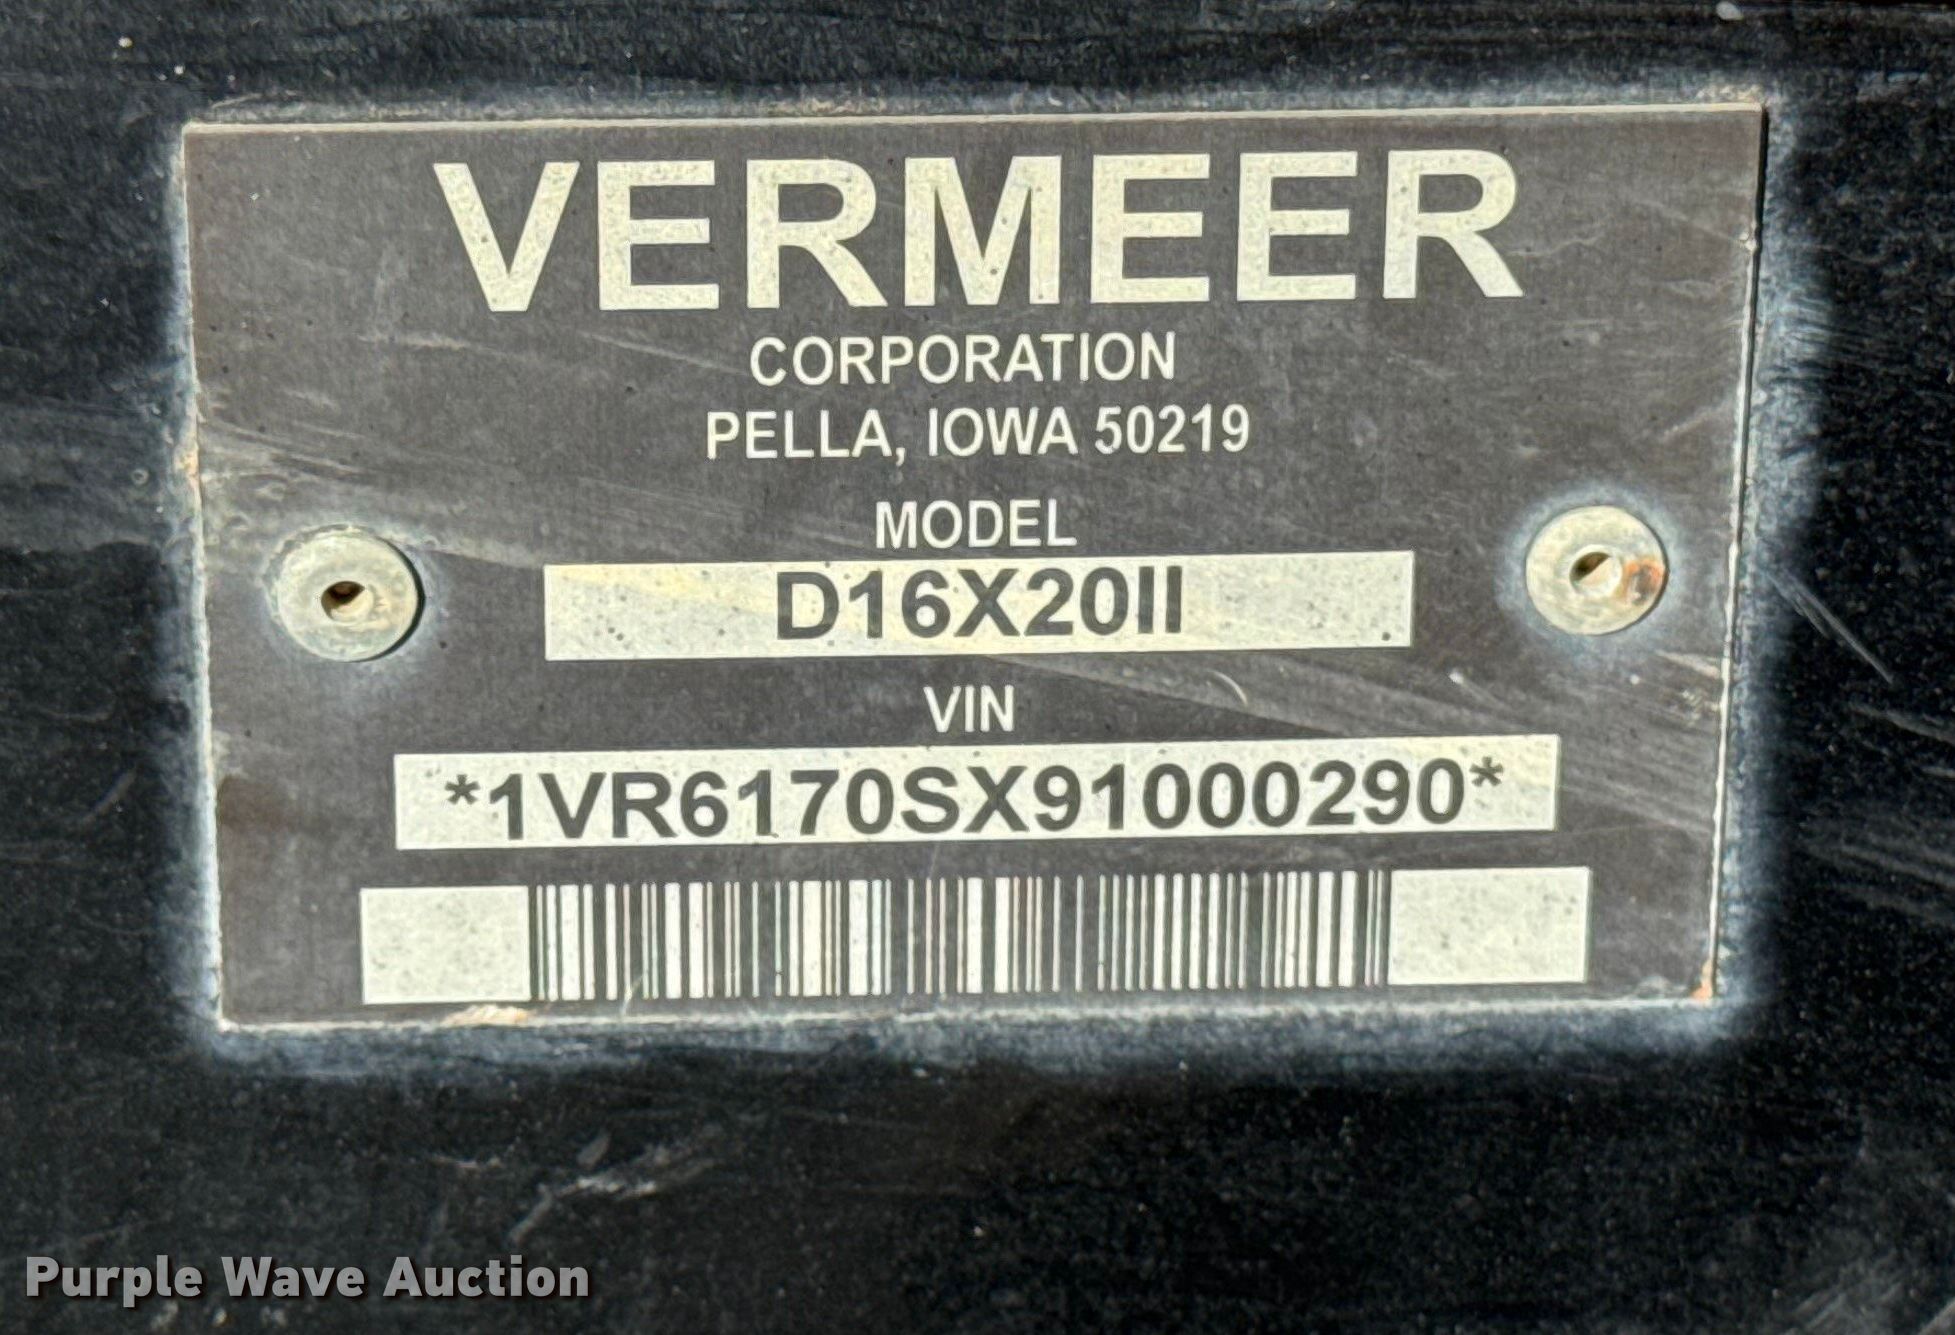 VERMEER
CORPORATION
PELLA, IOWA 50219
MODEL
D16X20II
VIN
*1VR6170SX91000290*
Purple Wave Auction